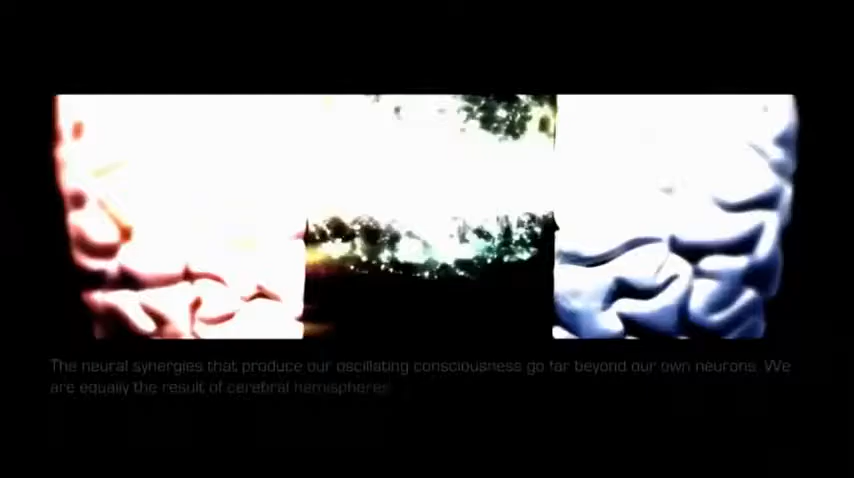 The neural synergies that produce our oscillating consciousness go far beyond our own neurons. We
are equally the result of cerebral hemispheres